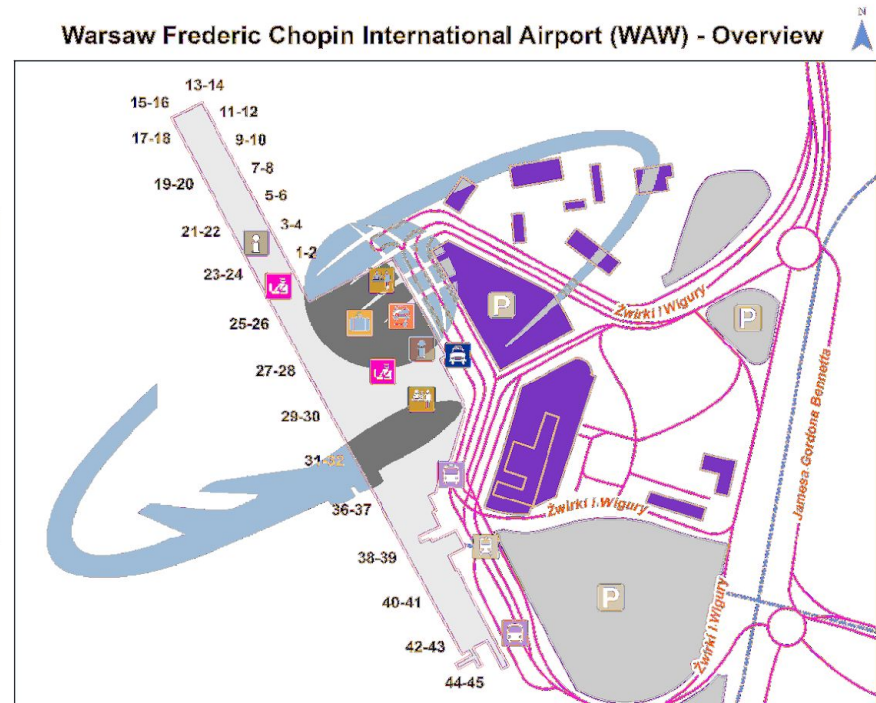 N
Warsaw Frederic Chopin International Airport (WAW) - Overview
13-14
15-16
11-12
17-18
9-10
7-8
19-20
5-6
3-4
21-22
1-2
23-24
25-26
27-28
29-30
31-32
36-37
38-39
40-41
42-43
44-45
P
P
P
Żwirki I Wigury
Żwirki I.Wigury
Żwirki I.Wigury
Jamesa Gordona Bennetta